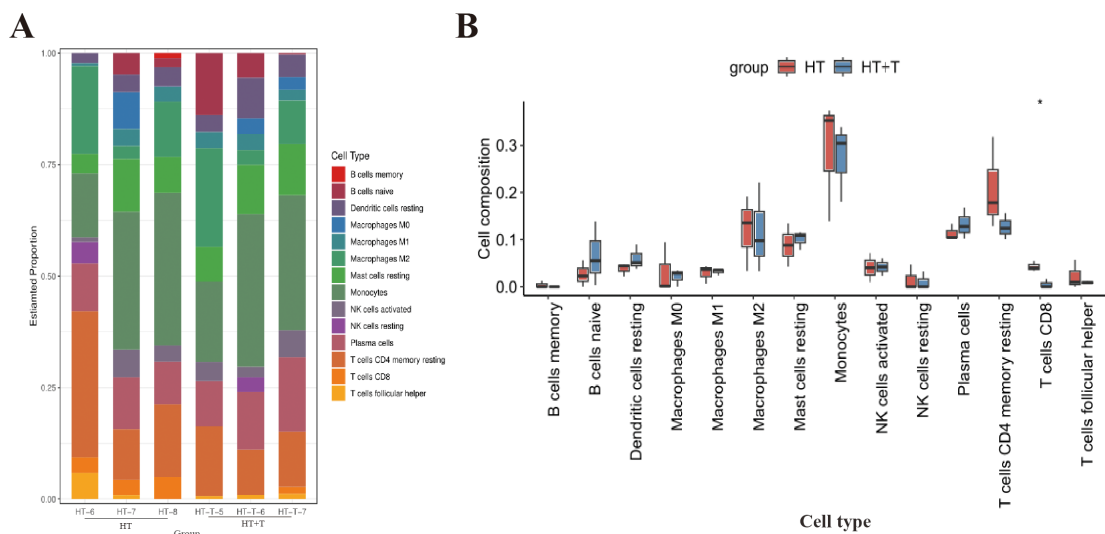 A
1.00
0.75
0.50
0.25
0.00
Estiamted Proportion
HT-6
HT-7
HT-8
HT-T-5
HT-T-6
HT-T-7
HT
HT+T
Group
Cell Type
B cells memory
B cells naive
Dendritic cells resting
Macrophages M0
Macrophages M1
Macrophages M2
Mast cells resting
Monocytes
NK cells activated
NK cells resting
Plasma cells
T cells CD4 memory resting
T cells CD8
T cells follicular helper
B
group HT HT+T
*
0.3
0.2
0.1
0.0
Cell composition
B cells memory
B cells naive
Dendritic cells resting
Macrophages M0
Macrophages M1
Macrophages M2
Mast cells resting
Monocytes
NK cells activated
NK cells resting
Plasma cells
T cells CD4 memory resting
T cells CD8
T cells follicular helper
Cell type